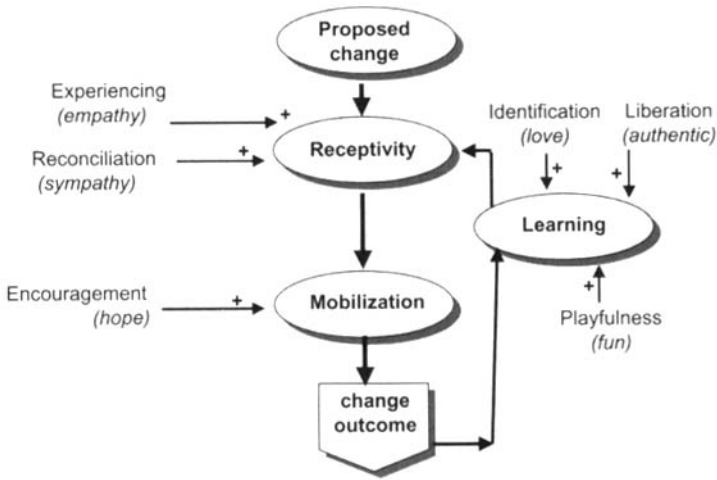 Proposed
change
Experiencing
(empathy)
+
Reconciliation
(sympathy)
+
Receptivity
Identification
(love)
+
Liberation
(authentic)
+
Learning
+
Playfulness
(fun)
Encouragement
(hope)
+
Mobilization
change
outcome